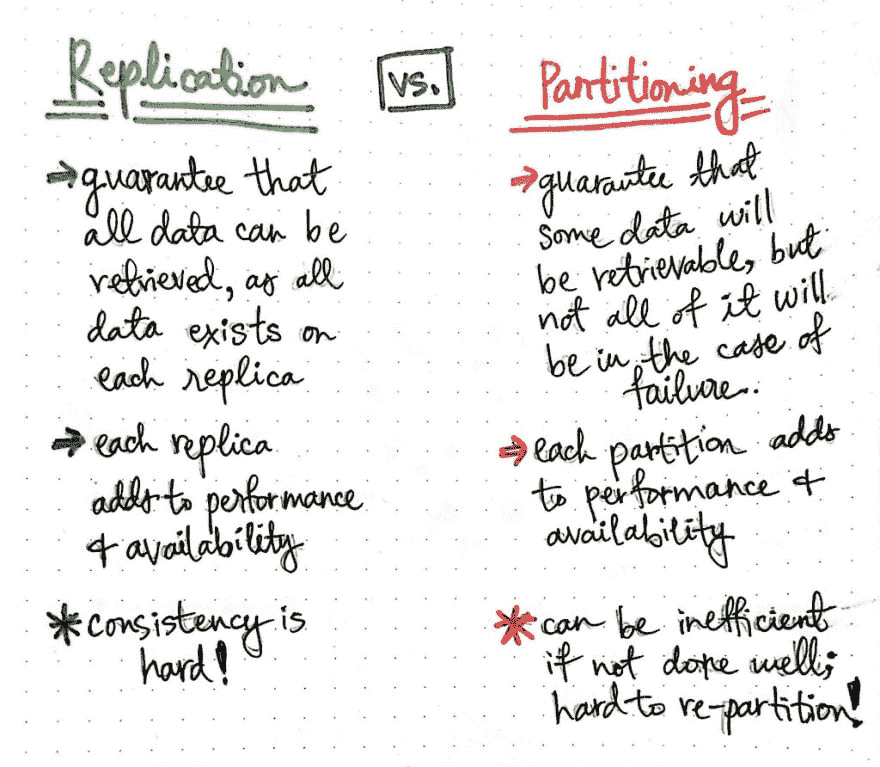 Replication
vs.
Partitioning
→ guarantee that
all data can be
retrieved, as all
data exists on
each replica
→ each replica
adds to performance
& availability
* consistency is
hard!
→ guarantee that
some data will
be retrievable, but
not all of it will
be in the case of
failure..
→ each partition adds
to performance &
availability
* can be inefficient
if not done well;
hard to re-partition!